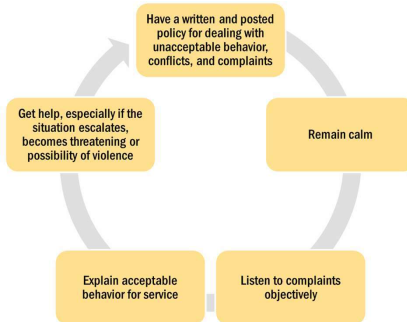 Have a written and posted
policy for dealing with
unacceptable behavior,
conflicts, and complaints
Remain calm
Listen to complaints
objectively
Explain acceptable
behavior for service
Get help, especially if the
situation escalates,
becomes threatening or
possibility of violence